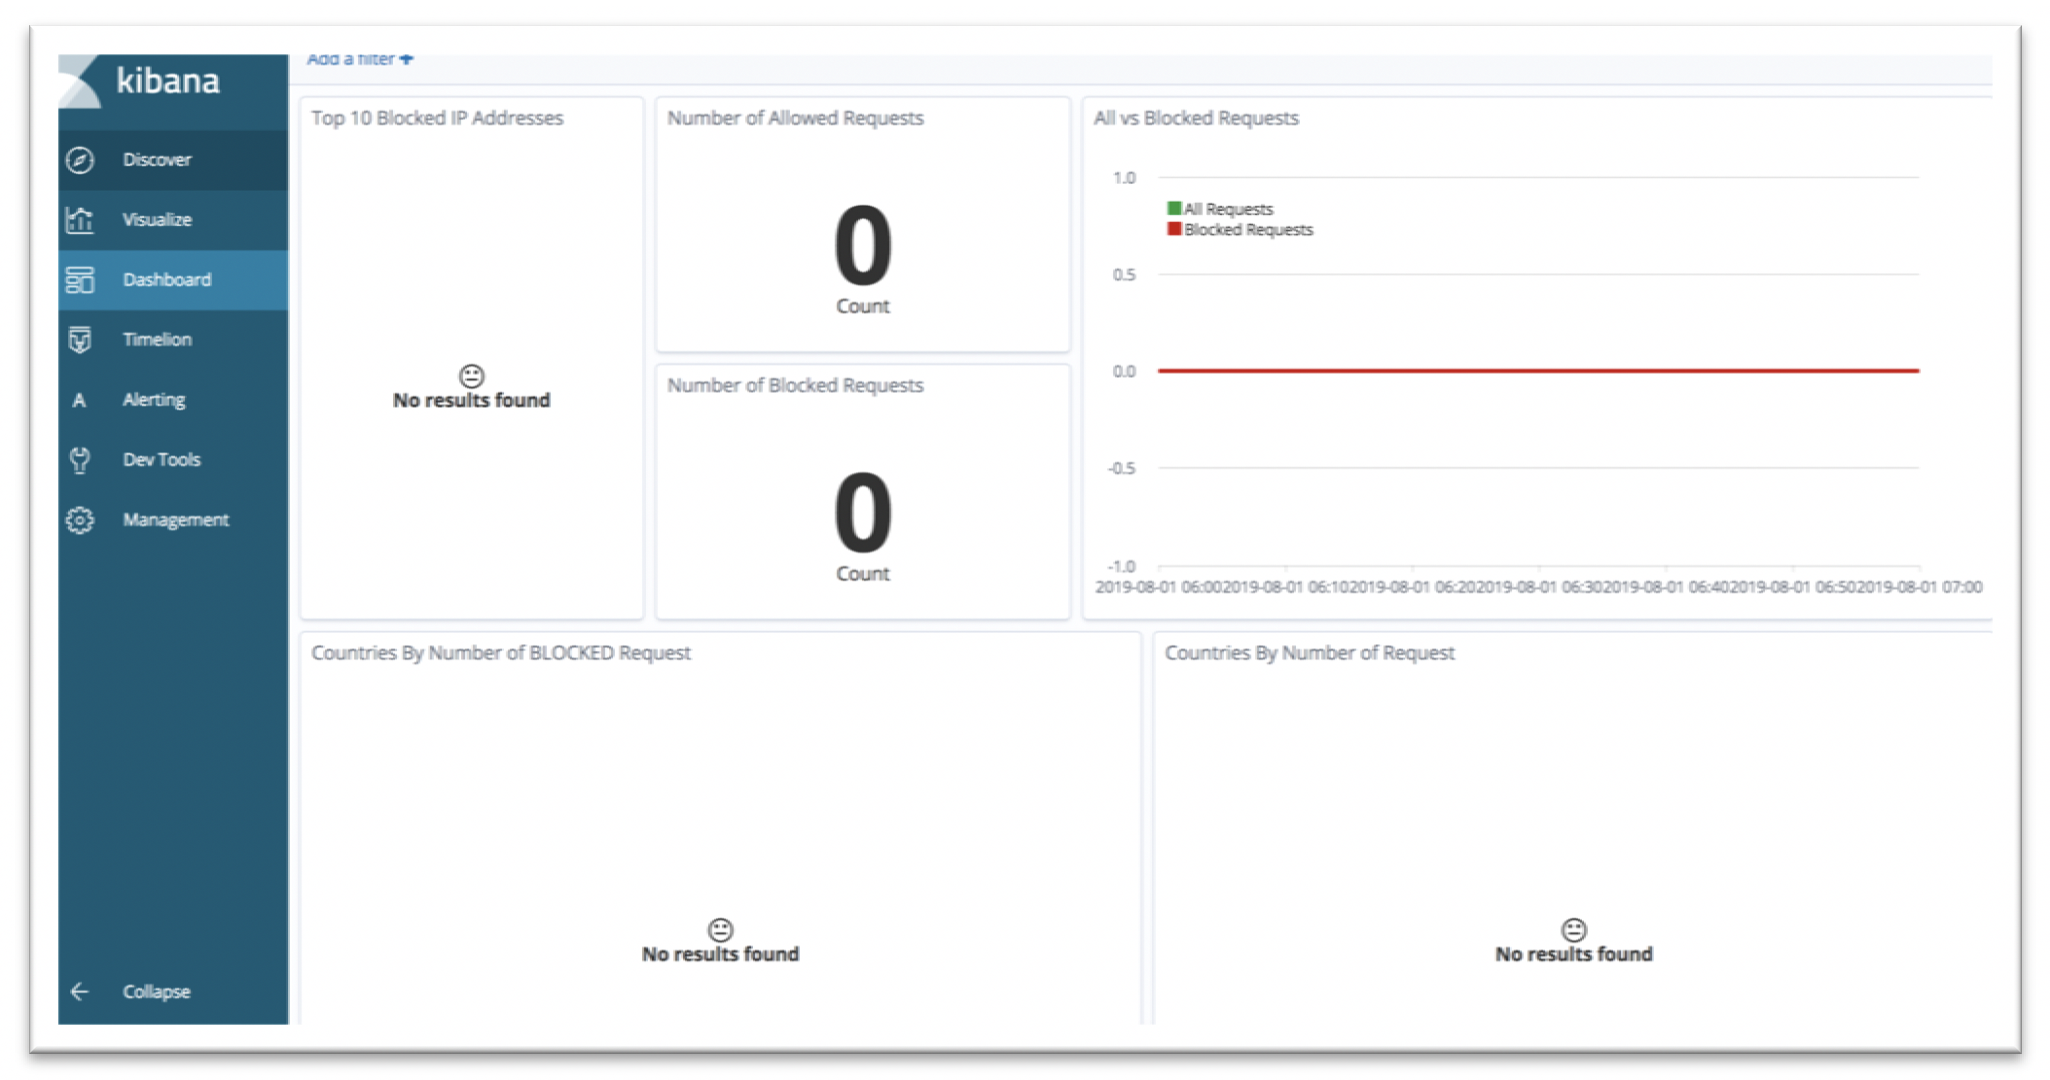 kibana
Discover
Visualize
Dashboard
Timelion
A Alerting
Dev Tools
Management
Collapse
Add a filter +
Top 10 Blocked IP Addresses
No results found
Number of Allowed Requests
0
Count
Number of Blocked Requests
0
Count
All vs Blocked Requests
All Requests
Blocked Requests
1.0
0.5
0.0
-0.5
-1.0
2019-08-01 06:00 2019-08-01 06:10 2019-08-01 06:20 2019-08-01 06:30 2019-08-01 06:40 2019-08-01 06:50 2019-08-01 07:00
Countries By Number of BLOCKED Request
No results found
Countries By Number of Request
No results found